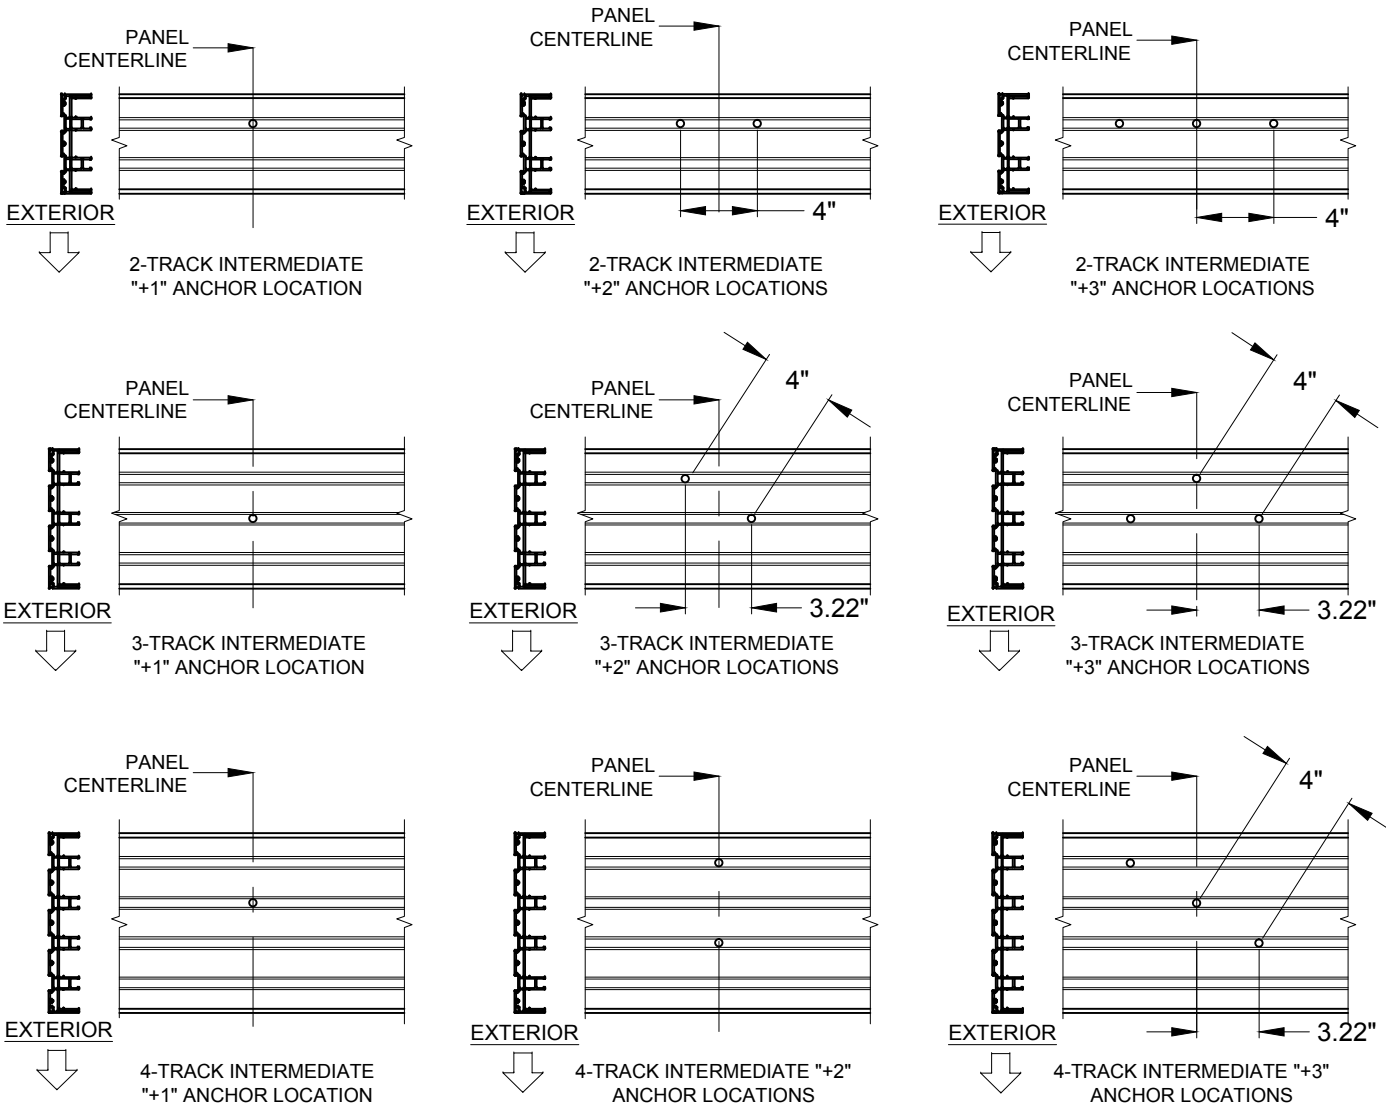 PANEL
CENTERLINE
EXTERIOR
2-TRACK INTERMEDIATE
"+1" ANCHOR LOCATION
PANEL
CENTERLINE
4"
EXTERIOR
2-TRACK INTERMEDIATE
"+2" ANCHOR LOCATIONS
PANEL
CENTERLINE
4"
EXTERIOR
2-TRACK INTERMEDIATE
"+3" ANCHOR LOCATIONS
PANEL
CENTERLINE
EXTERIOR
3-TRACK INTERMEDIATE
"+1" ANCHOR LOCATION
PANEL
CENTERLINE
4"
3.22"
EXTERIOR
3-TRACK INTERMEDIATE
"+2" ANCHOR LOCATIONS
PANEL
CENTERLINE
4"
3.22"
EXTERIOR
3-TRACK INTERMEDIATE
"+3" ANCHOR LOCATIONS
PANEL
CENTERLINE
EXTERIOR
4-TRACK INTERMEDIATE
"+1" ANCHOR LOCATION
PANEL
CENTERLINE
EXTERIOR
4-TRACK INTERMEDIATE "+2"
ANCHOR LOCATIONS
PANEL
CENTERLINE
4"
3.22"
EXTERIOR
4-TRACK INTERMEDIATE "+3"
ANCHOR LOCATIONS